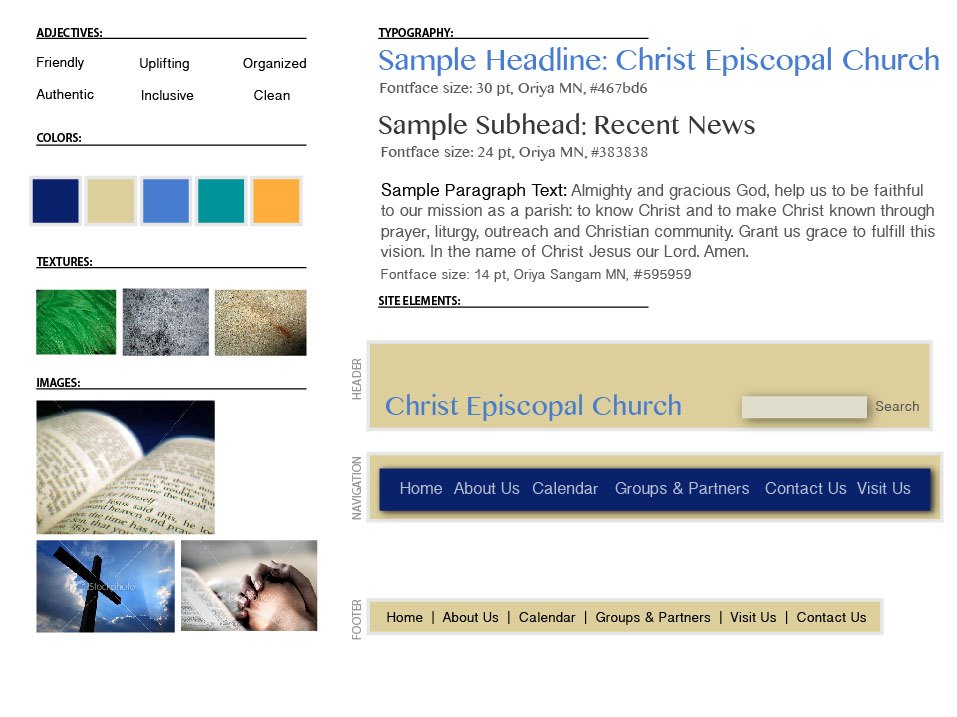 ADJECTIVES:
Friendly Uplifting Organized
Authentic Inclusive Clean
COLORS:
TEXTURES:
IMAGES:
iStockphoto
TYPOGRAPHY:
Sample Headline: Christ Episcopal Church
Fontface size: 30 pt, Oriya MN, #467bd6
Sample Subhead: Recent News
Fontface size: 24 pt, Oriya MN, #383838
Sample Paragraph Text: Almighty and gracious God, help us to be faithful
to our mission as a parish: to know Christ and to make Christ known through
prayer, liturgy, outreach and Christian community. Grant us grace to fulfill this
vision. In the name of Christ Jesus our Lord. Amen.
Fontface size: 14 pt, Oriya Sangam MN, #595959
SITE ELEMENTS:
HEADER
Christ Episcopal Church Search
NAVIGATION
Home About Us Calendar Groups & Partners Contact Us Visit Us
FOOTER
Home | About Us | Calendar | Groups & Partners | Visit Us | Contact Us